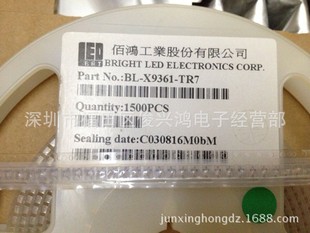 LED
佰鴻工業股份有限公司
BRIGHT LED ELECTRONICS CORP.
Part No.:BL-X9361-TR7
Quantity:1500PCS
深圳市
凌兴鸿电子经营部
Sealing date:C030816M0bM
junxinghongdz.1688.com